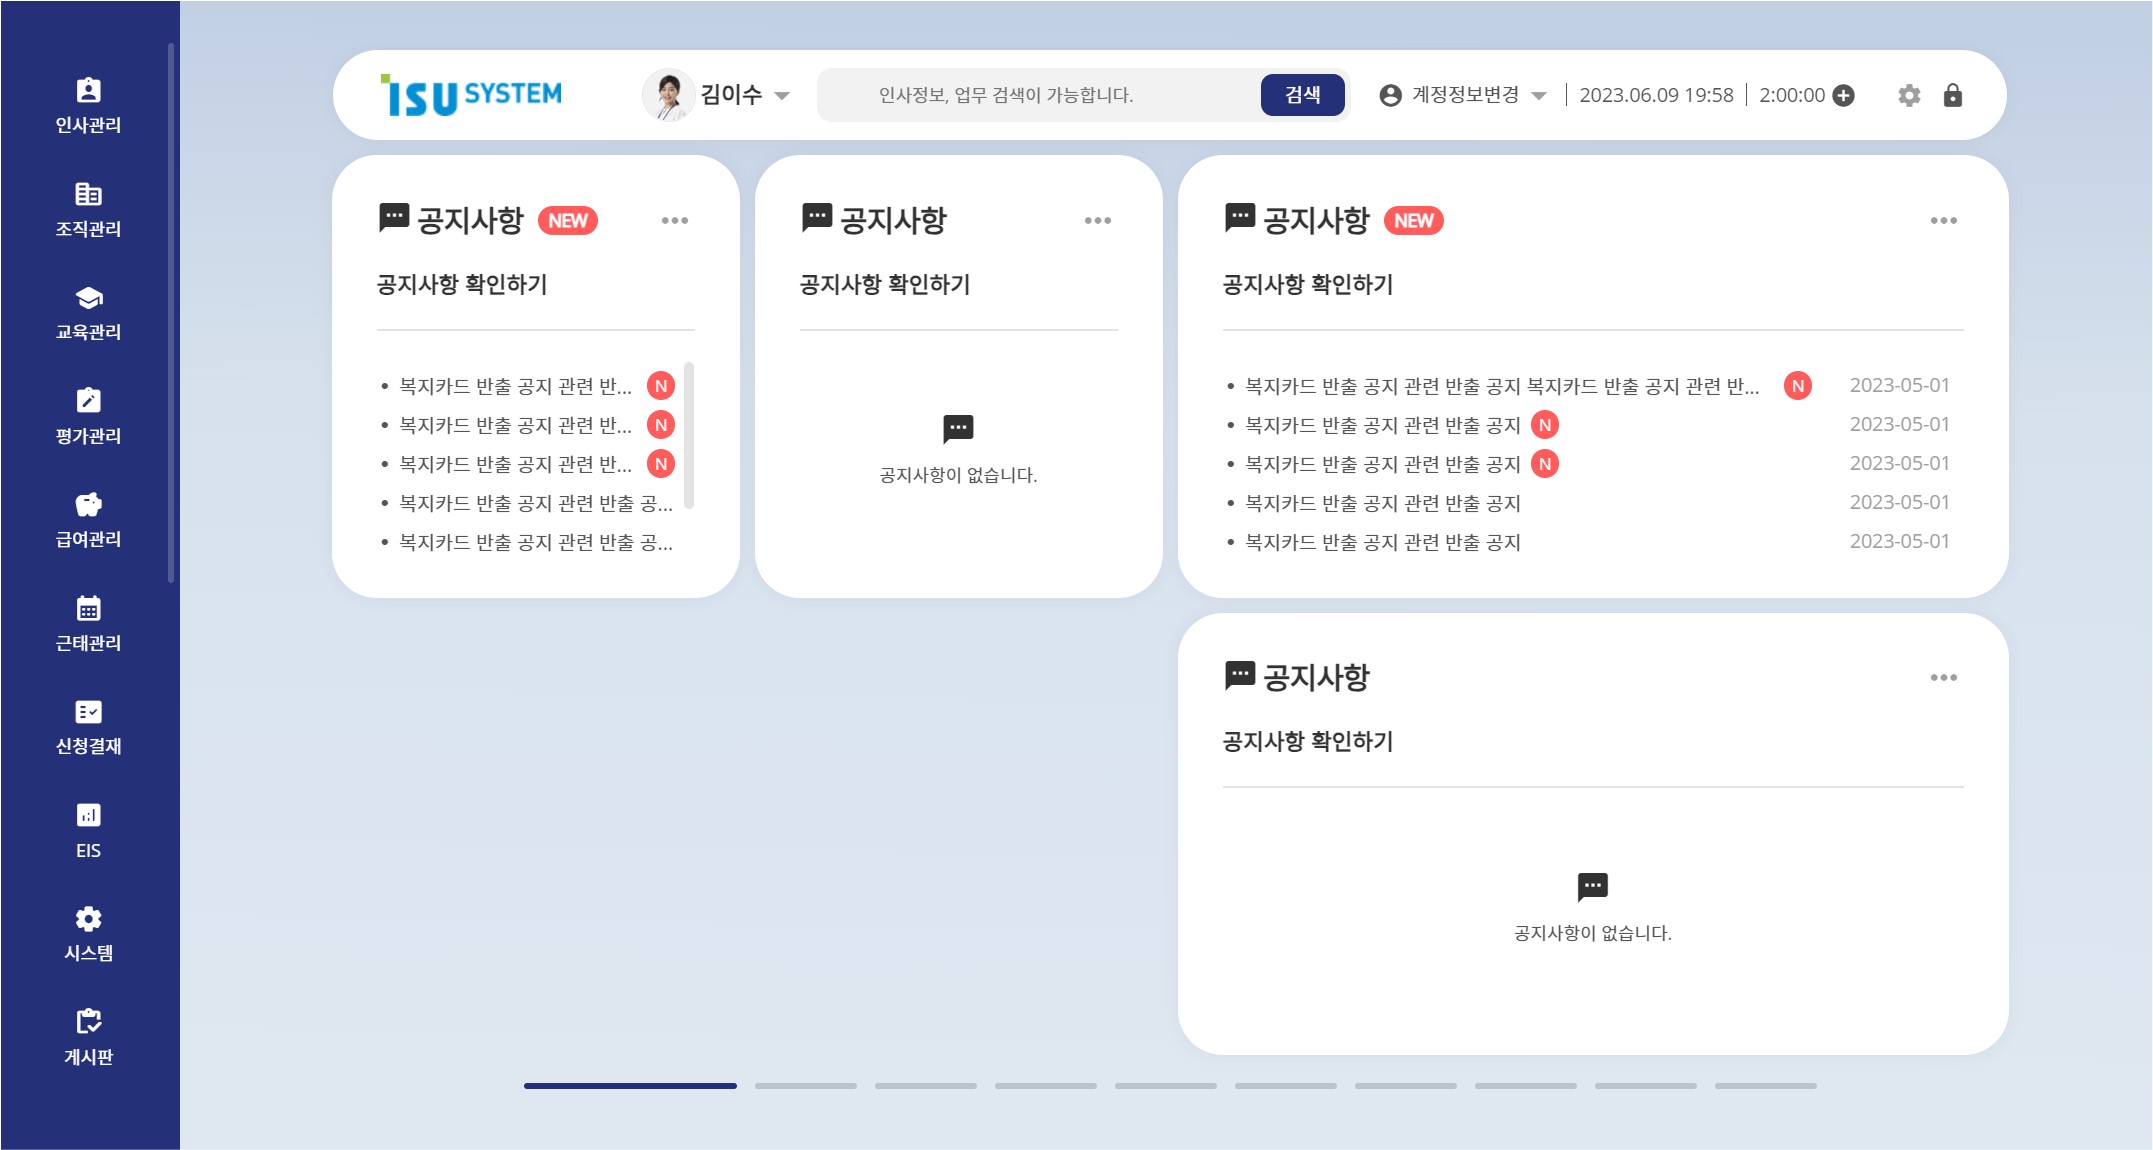 인사관리
조직관리
교육관리
평가관리
급여관리
근태관리
신청결재
EIS
시스템
게시판
ISU SYSTEM
김이수
인사정보, 업무 검색이 가능합니다.
검색
계정정보변경
2023.06.09 19:58
2:00:00
공지사항 NEW
공지사항 확인하기
• 복지카드 반출 공지 관련 반... N
• 복지카드 반출 공지 관련 반... N
• 복지카드 반출 공지 관련 반... N
• 복지카드 반출 공지 관련 반출 공...
• 복지카드 반출 공지 관련 반출 공...
공지사항
공지사항 확인하기
공지사항이 없습니다.
공지사항 NEW
공지사항 확인하기
• 복지카드 반출 공지 관련 반출 공지 복지카드 반출 공지 관련 반... N 2023-05-01
• 복지카드 반출 공지 관련 반출 공지 N 2023-05-01
• 복지카드 반출 공지 관련 반출 공지 N 2023-05-01
• 복지카드 반출 공지 관련 반출 공지 2023-05-01
• 복지카드 반출 공지 관련 반출 공지 2023-05-01
공지사항
공지사항 확인하기
공지사항이 없습니다.